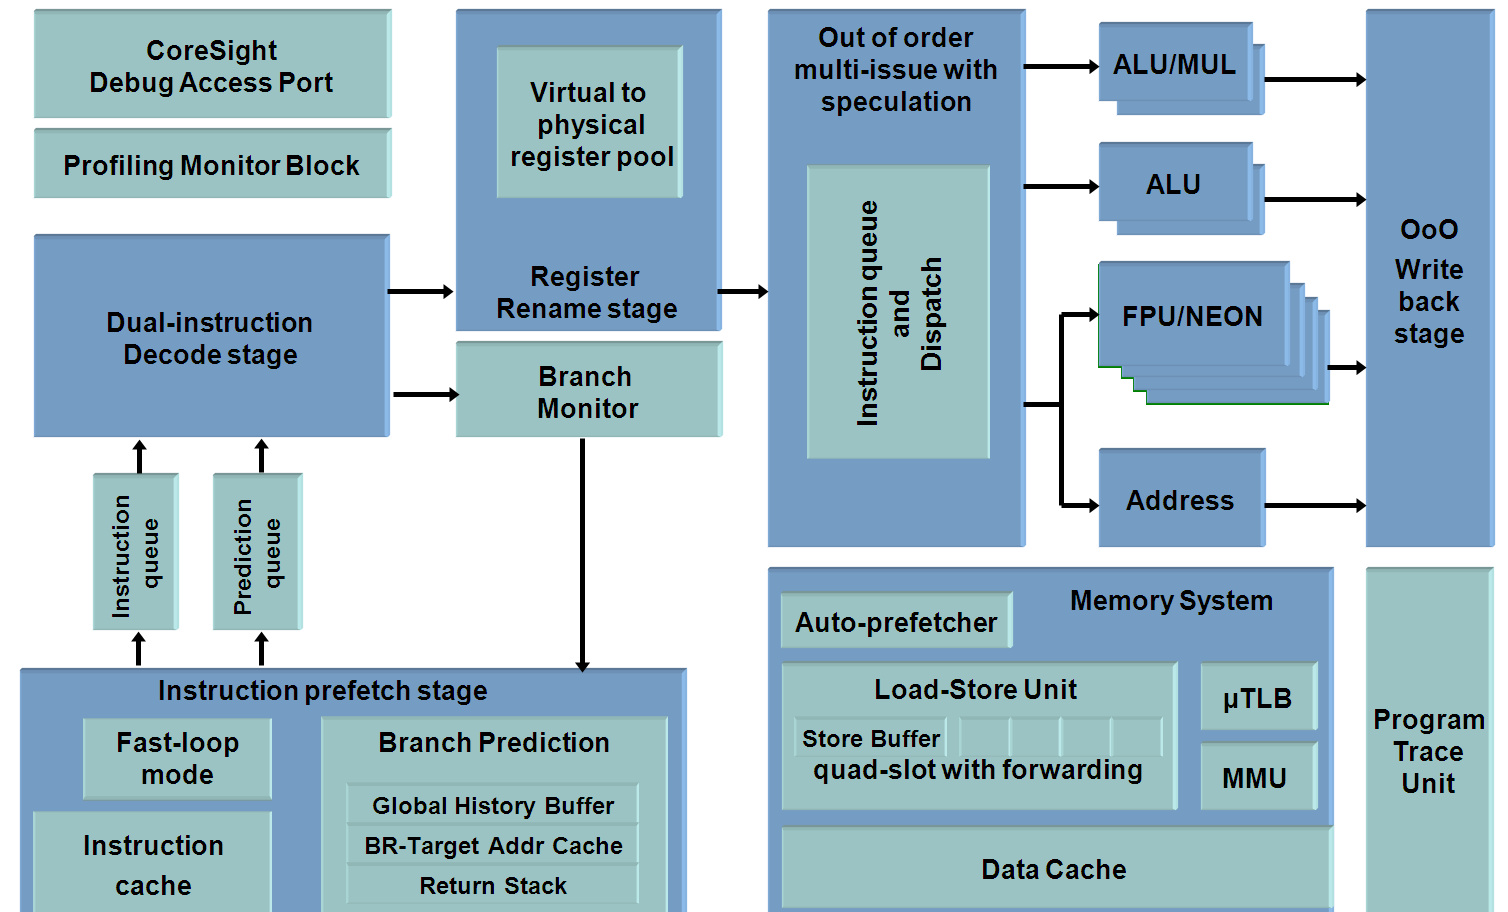 CoreSight
Debug Access Port
Profiling Monitor Block
Dual-instruction
Decode stage
Virtual to
physical
register pool
Register
Rename stage
Branch
Monitor
Out of order
multi-issue with
speculation
Instruction queue
and
Dispatch
ALU/MUL
ALU
FPU/NEON
Address
OoO
Write
back
stage
Instruction
queue
Prediction
queue
Instruction prefetch stage
Fast-loop
mode
Instruction
cache
Branch Prediction
Global History Buffer
BR-Target Addr Cache
Return Stack
Memory System
Auto-prefetcher
Load-Store Unit
Store Buffer
quad-slot with forwarding
µTLB
MMU
Data Cache
Program
Trace
Unit